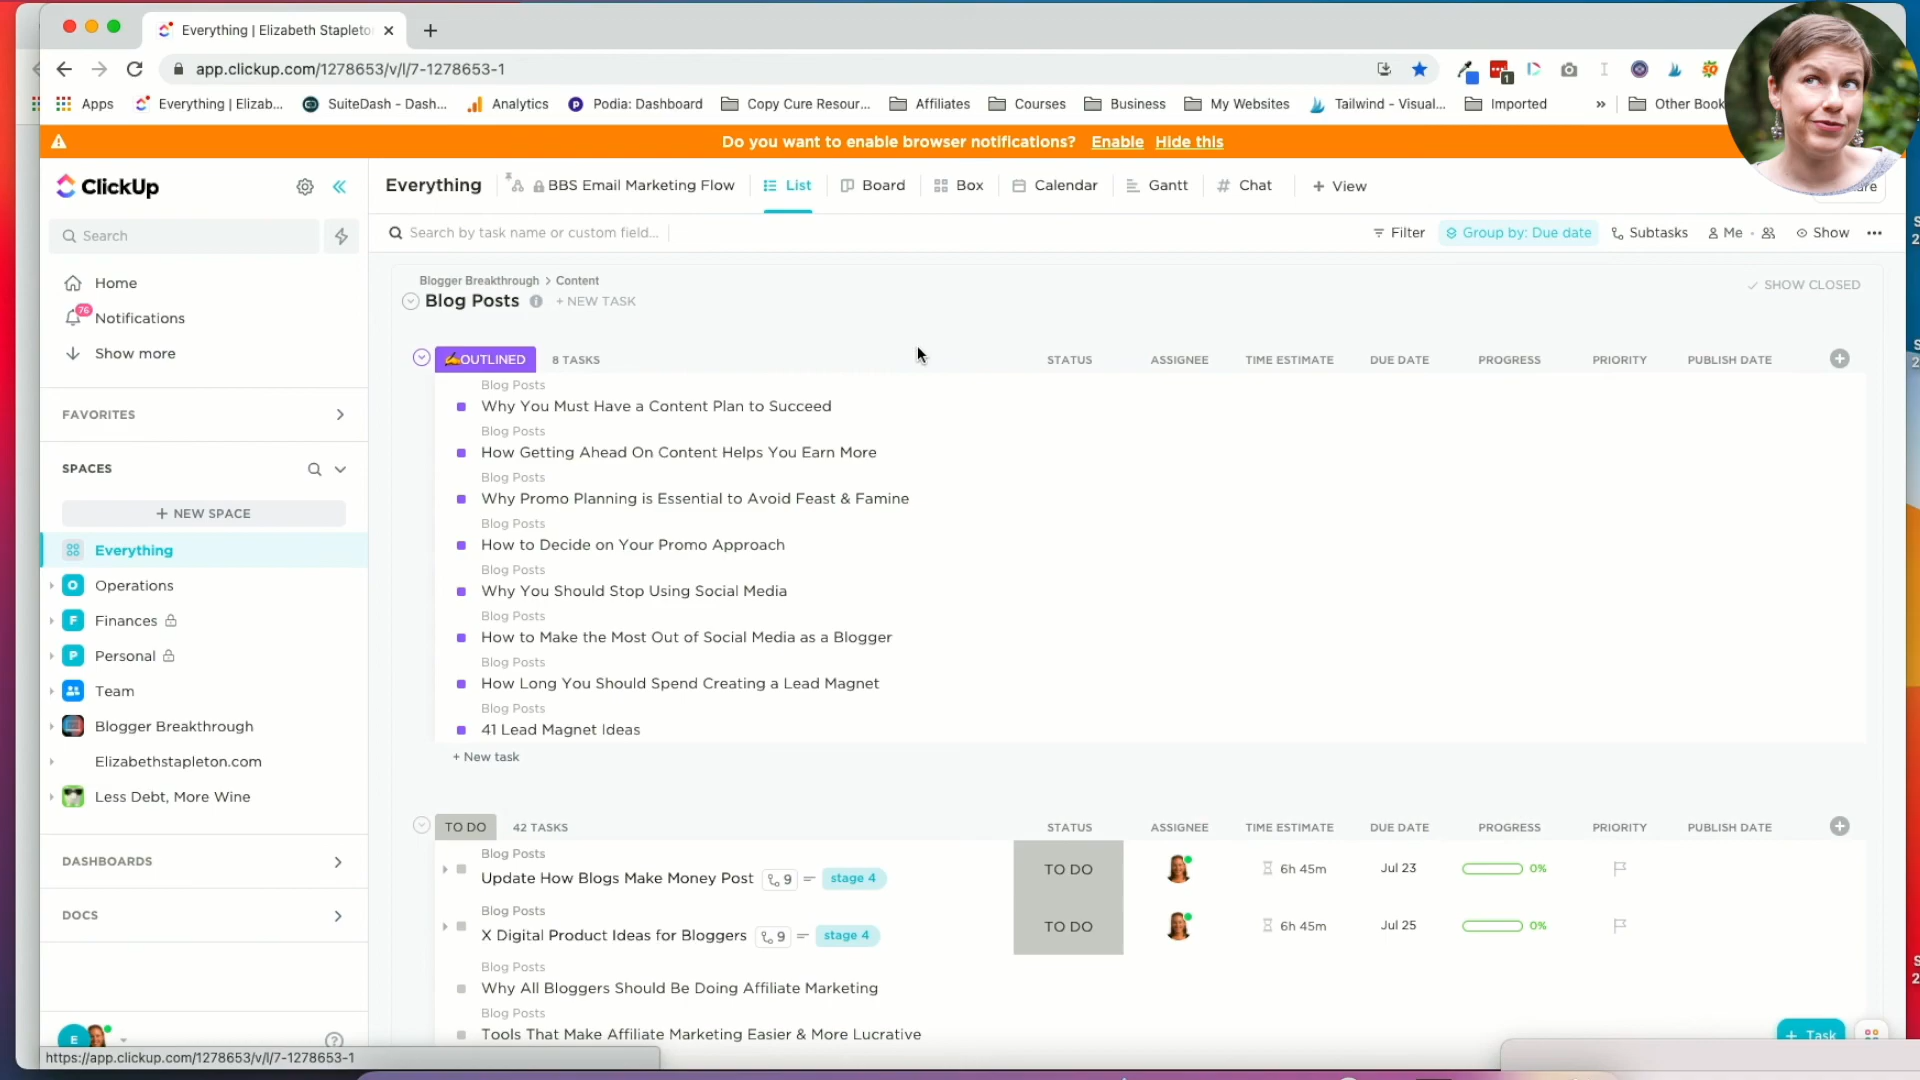 Everything | Elizabeth Stapleto
app.clickup.com/1278653/v/l/7-1278653-1
1
Apps
Everything | Elizab...
SuiteDash - Dash...
Analytics
Podia: Dashboard
Copy Cure Resour...
Affiliates
Courses
Business
My Websites
Tailwind - Visual...
Imported
»
Other Book
Do you want to enable browser notifications? Enable Hide this
ClickUp
Everything
BBS Email Marketing Flow
List
Board
Box
Calendar
Gantt
Chat
+ View
Search
Search by task name or custom field...
Filter
Group by: Due date
Subtasks
Me
Show
Home
76
Notifications
Show more
FAVORITES
SPACES
+ NEW SPACE
Everything
O Operations
F Finances
P Personal
Team
Blogger Breakthrough
Elizabethstapleton.com
Less Debt, More Wine
DASHBOARDS
DOCS
E
https://app.clickup.com/1278653/v/l/7-1278653-1
Blogger Breakthrough > Content
Blog Posts + NEW TASK
SHOW CLOSED
OUTLINED 8 TASKS STATUS ASSIGNEE TIME ESTIMATE DUE DATE PROGRESS PRIORITY PUBLISH DATE
Blog Posts
Why You Must Have a Content Plan to Succeed
Blog Posts
How Getting Ahead On Content Helps You Earn More
Blog Posts
Why Promo Planning is Essential to Avoid Feast & Famine
Blog Posts
How to Decide on Your Promo Approach
Blog Posts
Why You Should Stop Using Social Media
Blog Posts
How to Make the Most Out of Social Media as a Blogger
Blog Posts
How Long You Should Spend Creating a Lead Magnet
Blog Posts
41 Lead Magnet Ideas
+ New task
TO DO 42 TASKS STATUS ASSIGNEE TIME ESTIMATE DUE DATE PROGRESS PRIORITY PUBLISH DATE
Blog Posts
Update How Blogs Make Money Post 9 stage 4 TO DO 6h 45m Jul 23 0%
Blog Posts
X Digital Product Ideas for Bloggers 9 stage 4 TO DO 6h 45m Jul 25 0%
Blog Posts
Why All Bloggers Should Be Doing Affiliate Marketing
Blog Posts
Tools That Make Affiliate Marketing Easier & More Lucrative
+ Task